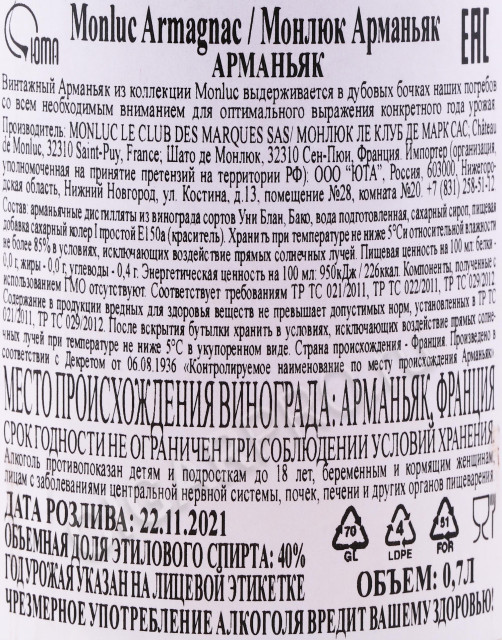 ЮТА
Monluc Armagnac / Монлюк Арманьяк
EAC
АРМАНЬЯК
Винтажный Арманьяк из коллекции Monluc выдерживается в дубовых бочках наших погребов
со всем необходимым вниманием для оптимального выражения конкретного года урожая
Производитель: MONLUC LE CLUB DES MARQUES SAS/ МОНЛЮК ЛЕ КЛУБ ДЕ МАРК САС. Château
de Monluc, 32310 Saint-Puy, France; Шато де Монлюк, 32310 Сен-Пюи, Франция. Импортер (организация,
уполномоченная на принятие претензий на территории РФ): ООО "ЮТА", Россия, 603000, Нижегород-
дская область, Нижний Новгород, ул. Костина, д.13, помещение №28, комната №20. +7 (831) 258-51-
Состав: арманьячные дистилляты из винограда сортов Уни Блан, Бако, вода подготовленная, сахарный сироп, пищевая
добавка сахарный колер I простой Е150а (краситель). Хранить при температуре не ниже 5°С и относительной влажности
не более 85% в условиях, исключающих воздействие прямых солнечных лучей. Пищевая ценность на 100 мл: белки -
0,0 г, жиры - 0,0 г, углеводы - 0,4 г. Энергетическая ценность на 100 мл: 950кДж / 226ккал. Компоненты, полученные с
использованием ГМО отсутствуют. Соответствует требованиям ТР ТС 021/2011, ТР ТС 022/2011, ТР ТС 029/2012.
Содержание в продукции вредных для здоровья веществ не превышает допустимых норм, установленных в ТР ТС
021/2011, ТР ТС 029/2012. После вскрытия бутылки хранить в условиях, исключающих воздействие прямых солне-
чных лучей при температуре не ниже 5°С в укупоренном виде. Страна происхождения - Франция. Произведено в
соответствии с Декретом от 06.08.1936 «Контролируемое наименование по месту происхождения Арманьяк»
МЕСТО ПРОИСХОЖДЕНИЯ ВИНОГРАДА: АРМАНЬЯК, ФРАНЦИЯ
СРОК ГОДНОСТИ НЕ ОГРАНИЧЕН ПРИ СОБЛЮДЕНИИ УСЛОВИЙ ХРАНЕНИЯ
Алкоголь противопоказан детям и подросткам до 18 лет, беременным и кормящим женщинам,
лицам с заболеваниями центральной нервной системы, почек, печени и других органов пищеварения
ДАТА РОЗЛИВА: 22.11.2021
ОБЪЕМНАЯ ДОЛЯ ЭТИЛОВОГО СПИРТА: 40%
ГОД УРОЖАЯ УКАЗАН НА ЛИЦЕВОЙ ЭТИКЕТКЕ
70
GL
4
LDPE
51
FOR
ОБЪЕМ: 0,7Л
ЧРЕЗМЕРНОЕ УПОТРЕБЛЕНИЕ АЛКОГОЛЯ ВРЕДИТ ВАШЕМУ ЗДОРОВЬЮ